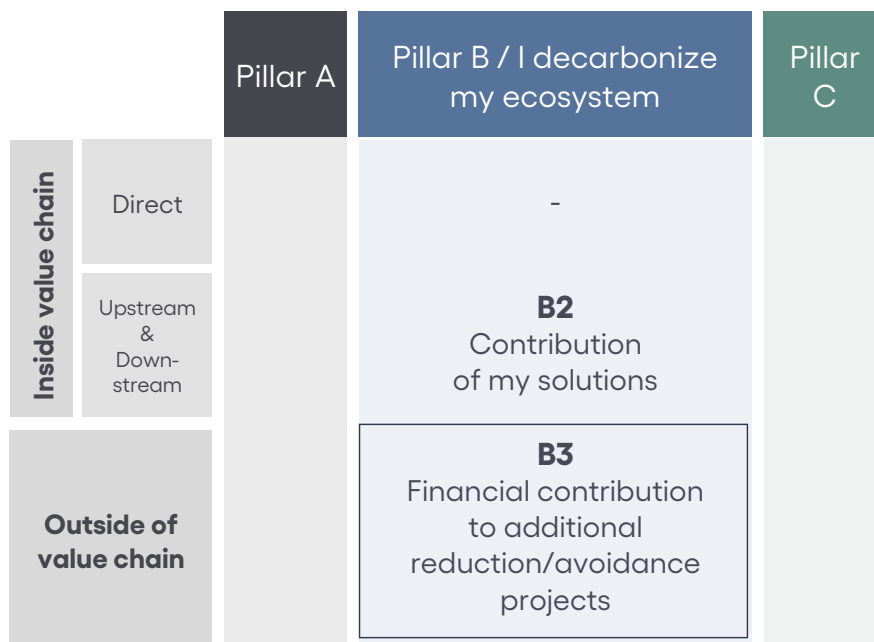 Pillar A
Pillar B / I decarbonize
my ecosystem
Pillar
C
Inside value chain
Direct
-
Upstream
&
Down-
stream
B2
Contribution
of my solutions
Outside of
value chain
B3
Financial contribution
to additional
reduction/avoidance
projects